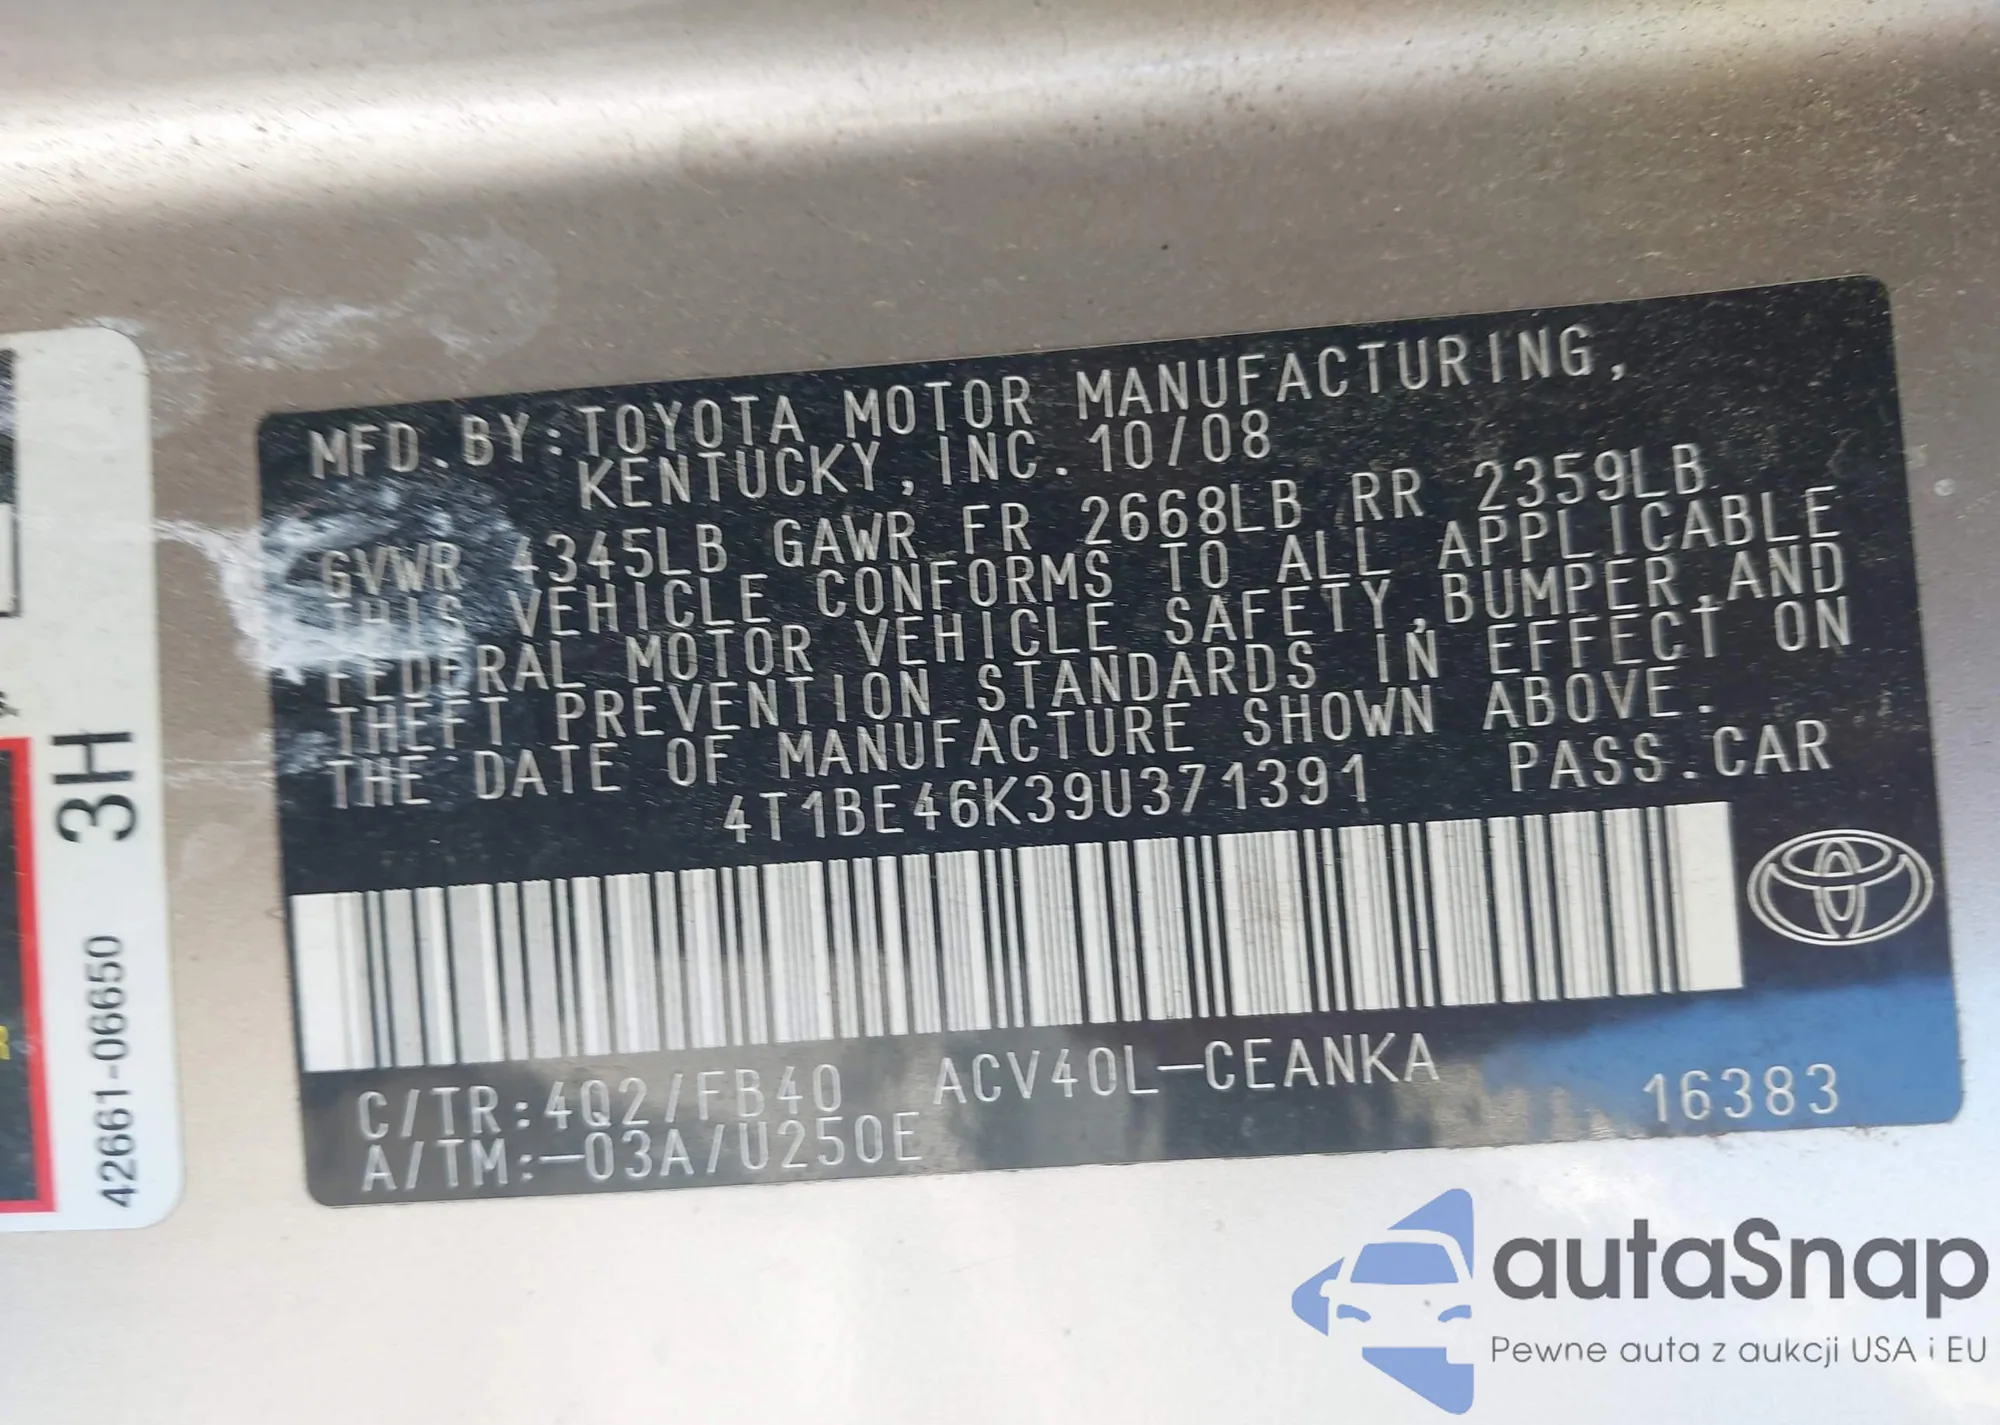 MFD. BY: TOYOTA MOTOR MANUFACTURING,
KENTUCKY, INC. 10/08
GVWR 4345LB GAWR FR 2668LB RR 2359LB
THIS VEHICLE CONFORMS TO ALL APPLICABLE
FEDERAL MOTOR VEHICLE SAFETY, BUMPER, AND
THEFT PREVENTION STANDARDS IN EFFECT ON
THE DATE OF MANUFACTURE SHOWN ABOVE.
4T1BE46K39U371391 PASS. CAR
C/TR:4Q2/FB40 ACV40L-CEANKA
A/TM:-03A/U250E 16383
3H
42661-06650
autaSnap
Pewne auta z aukcji USA i EU